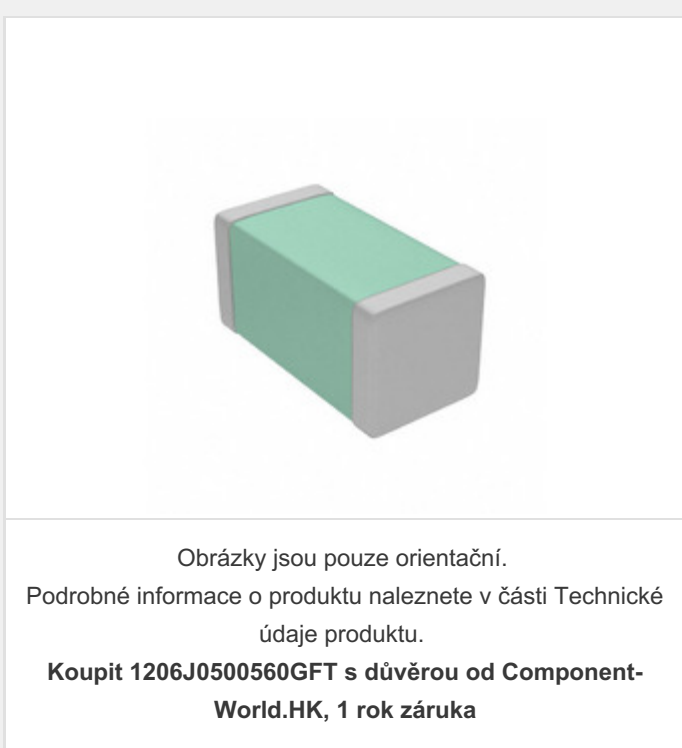 Obrázky jsou pouze orientační.
Podrobné informace o produktu naleznete v části Technické
údaje produktu.
Koupit 1206J0500560GFT s důvěrou od Component-
World.HK, 1 rok záruka